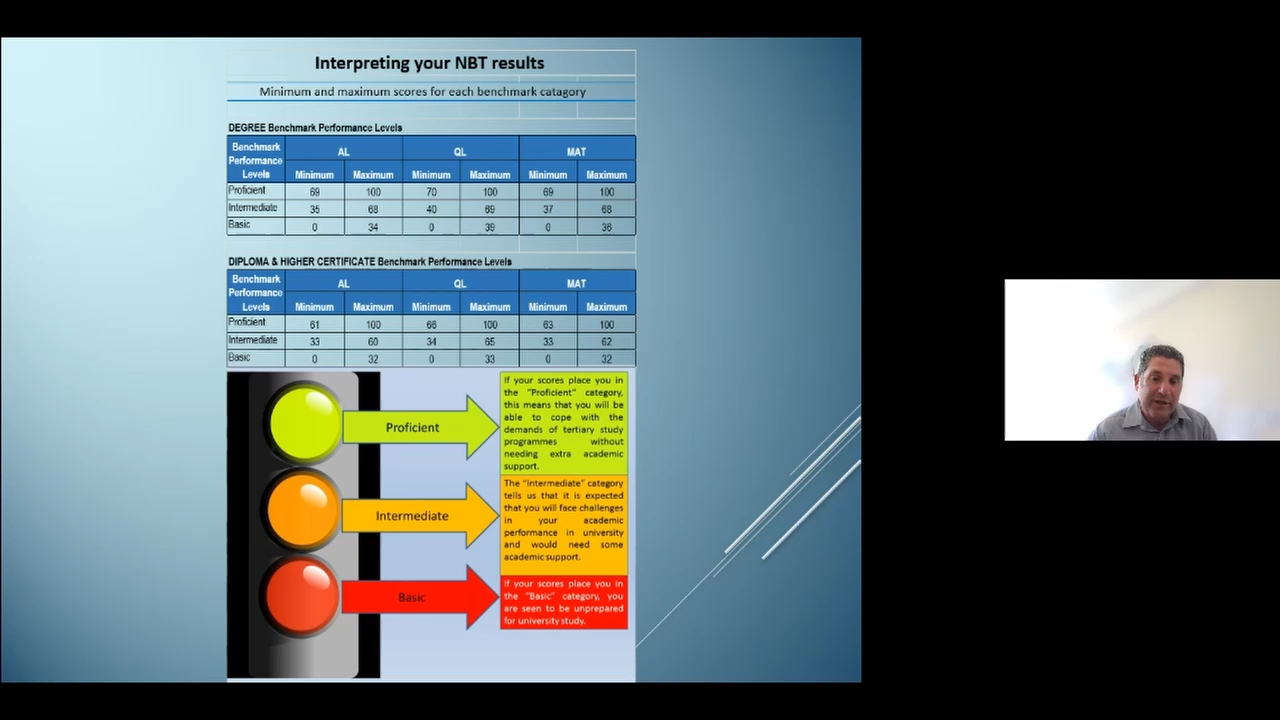 Interpreting your NBT results
Minimum and maximum scores for each benchmark catagory
DEGREE Benchmark Performance Levels
Benchmark Performance Levels AL QL MAT
Minimum Maximum Minimum Maximum Minimum Maximum
Proficient 69 100 70 100 69 100
Intermediate 35 68 40 69 37 68
Basic 0 34 0 39 0 36
DIPLOMA & HIGHER CERTIFICATE Benchmark Performance Levels
Benchmark Performance Levels AL QL MAT
Minimum Maximum Minimum Maximum Minimum Maximum
Proficient 61 100 66 100 63 100
Intermediate 33 60 34 65 33 62
Basic 0 32 0 33 0 32
Proficient
If your scores place you in
the "Proficient" category,
this means that you will be
able to cope with the
demands of tertiary study
programmes without
needing extra academic
support.
Intermediate
The "Intermediate" category
tells us that it is expected
that you will face challenges
in your academic
performance in university
and would need some
academic support.
Basic
If your scores place you in
the "Basic" category, you
are seen to be unprepared
for university study.